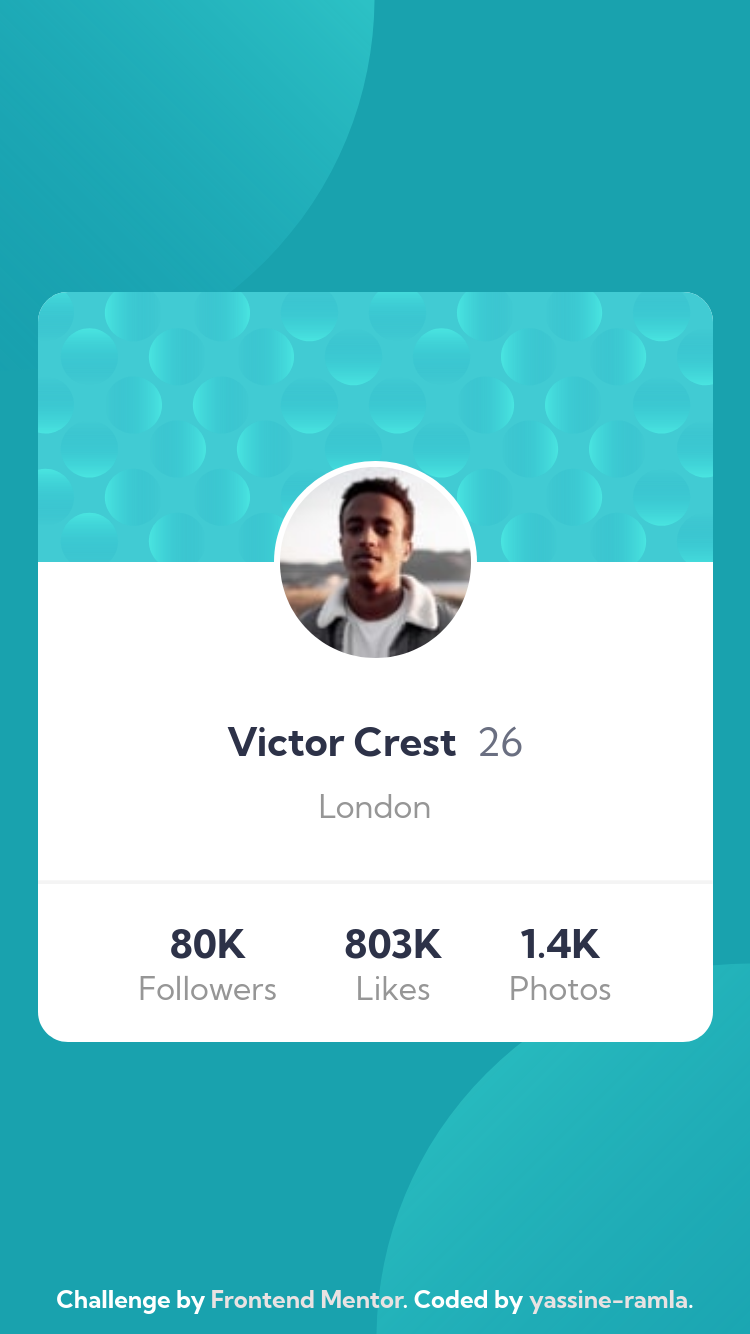 Victor Crest 26
London
80K 803K 1.4K
Followers Likes Photos
Challenge by Frontend Mentor. Coded by yassine-ramla.